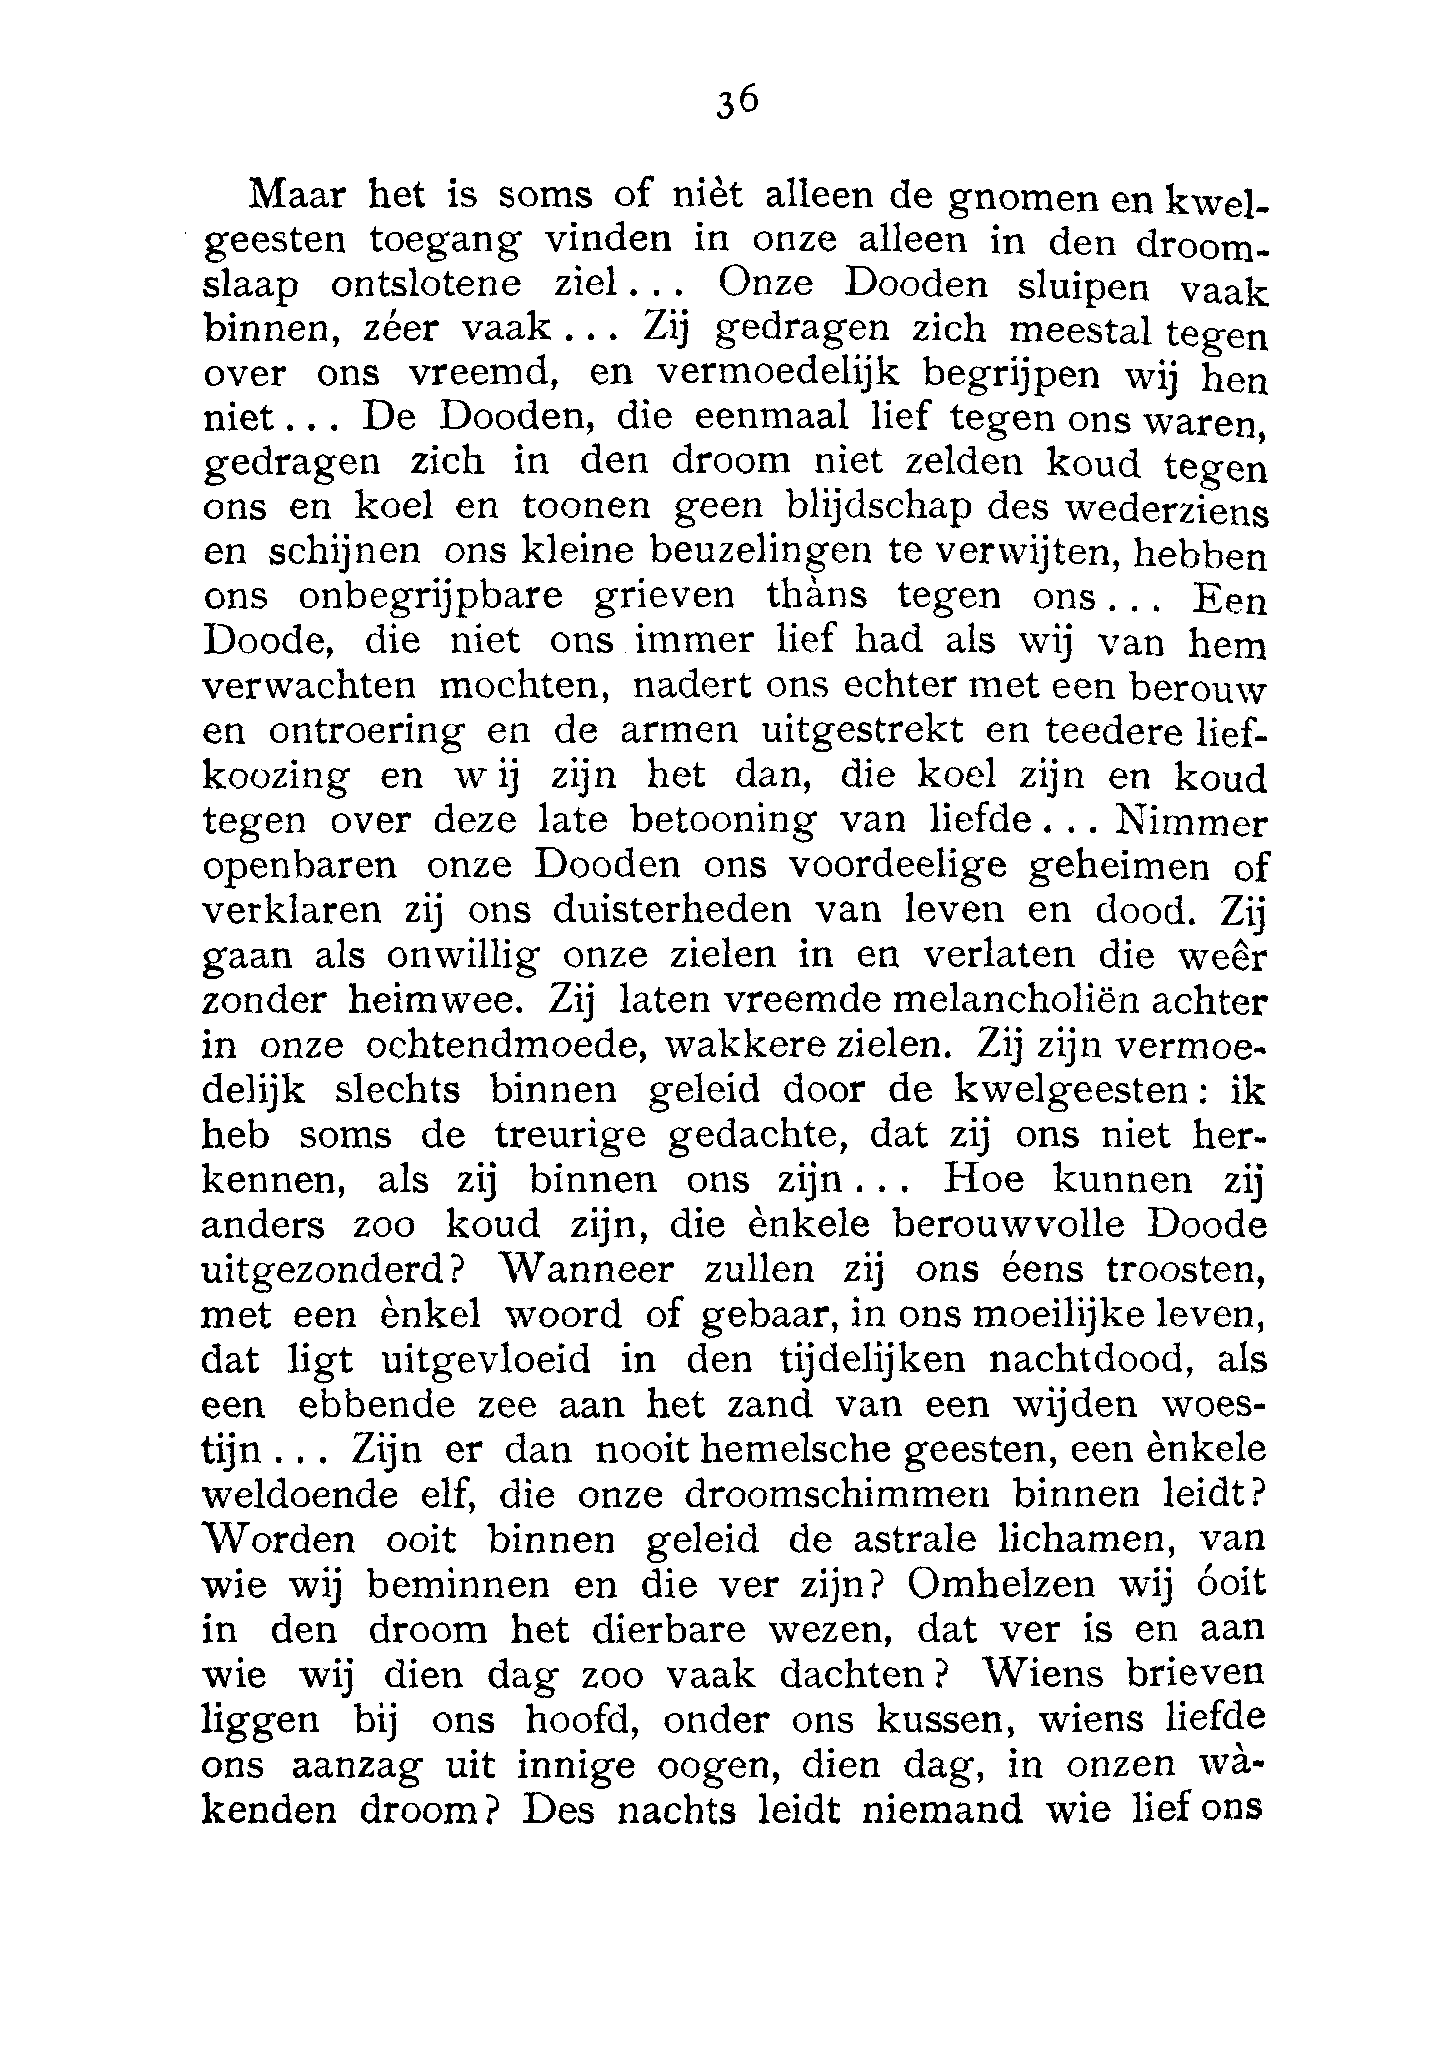 36
Maar het is soms of nièt alleen de gnomen en kwel-
geesten toegang vinden in onze alleen in den droom-
slaap ontslotene ziel... Onze Dooden sluipen vaak
binnen, zéer vaak... Zij gedragen zich meestal tegen
over ons vreemd, en vermoedelijk begrijpen wij hen
niet... De Dooden, die eenmaal lief tegen ons waren,
gedragen zich in den droom niet zelden koud tegen
ons en koel en toonen geen blijdschap des wederziens
en schijnen ons kleine beuzelingen te verwijten, hebben
ons onbegrijpbare grieven thàns tegen ons... Een
Doode, die niet ons immer lief had als wij van hem
verwachten mochten, nadert ons echter met een berouw
en ontroering en de armen uitgestrekt en teedere lief-
koozing en wij zijn het dan, die koel zijn en koud
tegen over deze late betooning van liefde... Nimmer
openbaren onze Dooden ons voordeelige geheimen of
verklaren zij ons duisterheden van leven en dood. Zij
gaan als onwillig onze zielen in en verlaten die weêr
zonder heimwee. Zij laten vreemde melancholiën achter
in onze ochtendmoede, wakkere zielen. Zij zijn vermoe-
delijk slechts binnen geleid door de kwelgeesten: ik
heb soms de treurige gedachte, dat zij ons niet her-
kennen, als zij binnen ons zijn... Hoe kunnen zij
anders zoo koud zijn, die ènkele berouwvolle Doode
uitgezonderd? Wanneer zullen zij ons éens troosten,
met een ènkel woord of gebaar, in ons moeilijke leven,
dat ligt uitgevloeid in den tijdelijken nachtdood, als
een ebbende zee aan het zand van een wijden woes-
tijn... Zijn er dan nooit hemelsche geesten, een ènkele
weldoende elf, die onze droomschimmen binnen leidt?
Worden ooit binnen geleid de astrale lichamen, van
wie wij beminnen en die ver zijn? Omhelzen wij óoit
in den droom het dierbare wezen, dat ver is en aan
wie wij dien dag zoo vaak dachten? Wiens brieven
liggen bij ons hoofd, onder ons kussen, wiens liefde
ons aanzag uit innige oogen, dien dag, in onzen wà-
kenden droom? Des nachts leidt niemand wie lief ons